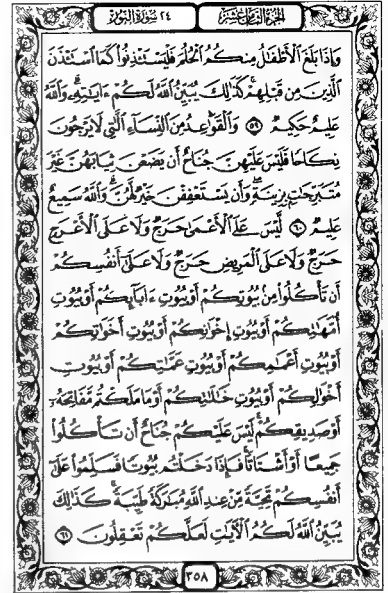 الجزء الثامن عشر ٢٤ سورة النور
وَإِذَا بَلَغَ ٱلْأَطْفَٰلُ مِنكُمُ ٱلْحُلُمَ فَلْيَسْتَـْٔذِنُوا۟ كَمَا ٱسْتَـْٔذَنَ
ٱلَّذِينَ مِن قَبْلِهِمْ ۚ كَذَٰلِكَ يُبَيِّنُ ٱللَّهُ لَكُمْ ءَايَٰتِهِۦ ۗ وَٱللَّهُ
عَلِيمٌ حَكِيمٌ ٥٩ وَٱلْقَوَٰعِدُ مِنَ ٱلنِّسَآءِ ٱلَّٰتِى لَا يَرْجُونَ
نِكَاحًا فَلَيْسَ عَلَيْهِنَّ جُنَاحٌ أَن يَضَعْنَ ثِيَابَهُنَّ غَيْرَ
مُتَبَرِّجَٰتٍۭ بِزِينَةٍ ۖ وَأَن يَسْتَعْفِفْنَ خَيْرٌ لَّهُنَّ ۗ وَٱللَّهُ سَمِيعٌ
عَلِيمٌ ٦٠ لَّيْسَ عَلَى ٱلْأَعْمَىٰ حَرَجٌ وَلَا عَلَى ٱلْأَعْرَجِ
حَرَجٌ وَلَا عَلَى ٱلْمَرِيضِ حَرَجٌ وَلَا عَلَىٰٓ أَنفُسِكُمْ
أَن تَأْكُلُوا۟ مِنۢ بُيُوتِكُمْ أَوْ بُيُوتِ ءَابَآئِكُمْ أَوْ بُيُوتِ
أُمَّهَٰتِكُمْ أَوْ بُيُوتِ إِخْوَٰنِكُمْ أَوْ بُيُوتِ أَخَوَٰتِكُمْ
أَوْ بُيُوتِ أَعْمَٰمِكُمْ أَوْ بُيُوتِ عَمَّٰتِكُمْ أَوْ بُيُوتِ
أَخْوَٰلِكُمْ أَوْ بُيُوتِ خَٰلَٰتِكُمْ أَوْ مَا مَلَكْتُم مَّفَاتِحَهُۥٓ
أَوْ صَدِيقِكُمْ ۚ لَيْسَ عَلَيْكُمْ جُنَاحٌ أَن تَأْكُلُوا۟
جَمِيعًا أَوْ أَشْتَاتًا ۚ فَإِذَا دَخَلْتُم بُيُوتًا فَسَلِّمُوا۟ عَلَىٰٓ
أَنفُسِكُمْ تَحِيَّةً مِّنْ عِندِ ٱللَّهِ مُبَٰرَكَةً طَيِّبَةً ۚ كَذَٰلِكَ
يُبَيِّنُ ٱللَّهُ لَكُمُ ٱلْـَٔايَٰتِ لَعَلَّكُمْ تَعْقِلُونَ ٦١
٣٥٨